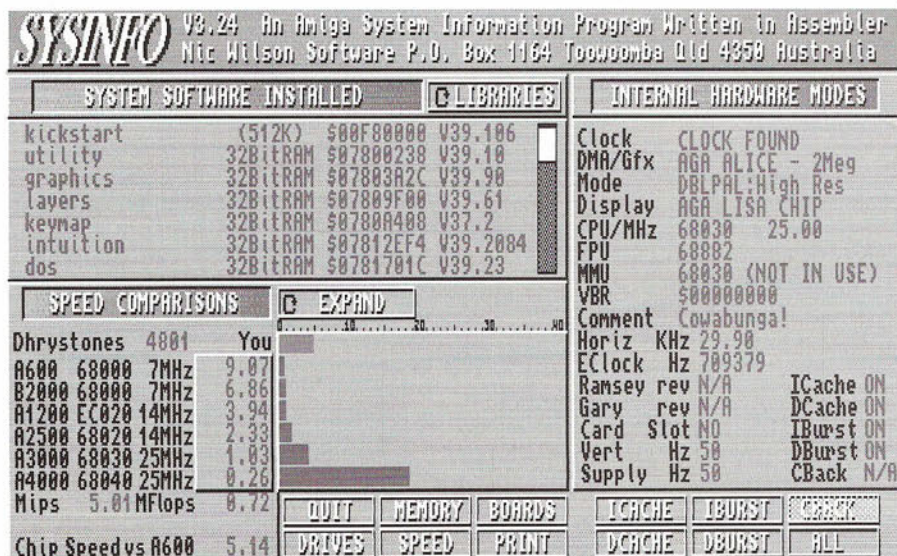 SYSINFO V3.24 An Amiga System Information Program Written in Assembler
Nic Wilson Software P.O. Box 1164 Toowoomba Qld 4350 Australia
SYSTEM SOFTWARE INSTALLED LIBRARIES
kickstart (512K) $00F80000 V39.106
utility 32BitRAM $07800238 V39.10
graphics 32BitRAM $07803A2C V39.90
layers 32BitRAM $07809F00 V39.61
keymap 32BitRAM $0780A408 V37.2
intuition 32BitRAM $07812EF4 V39.2084
dos 32BitRAM $0781701C V39.23
INTERNAL HARDWARE MODES
Clock CLOCK FOUND
DMA/Gfx AGA ALICE - 2Meg
Mode DBLPAL:High Res
Display AGA LISA CHIP
CPU/MHz 68030 25.00
FPU 68882
MMU 68030 (NOT IN USE)
VBR $00000000
Comment Cowabunga!
Horiz KHz 29.90
EClock Hz 709379
Ramsey rev N/A ICache ON
Gary rev N/A DCache ON
Card Slot NO IBurst ON
Vert Hz 50 DBurst ON
Supply Hz 50 CBack N/A
SPEED COMPARISONS EXPAND
0 10 20 30 40
Dhrystones 4801 You
A600 68000 7MHz 9.07
B2000 68000 7MHz 6.86
A1200 EC020 14MHz 3.94
A2500 68020 14MHz 2.33
A3000 68030 25MHz 1.03
A4000 68040 25MHz 0.26
Mips 5.01 MFlops 0.72
Chip Speed vs A600 5.14
QUIT MEMORY BOARDS
DRIVES SPEED PRINT
ICACHE IBURST CBACK
DCACHE DBURST ALL